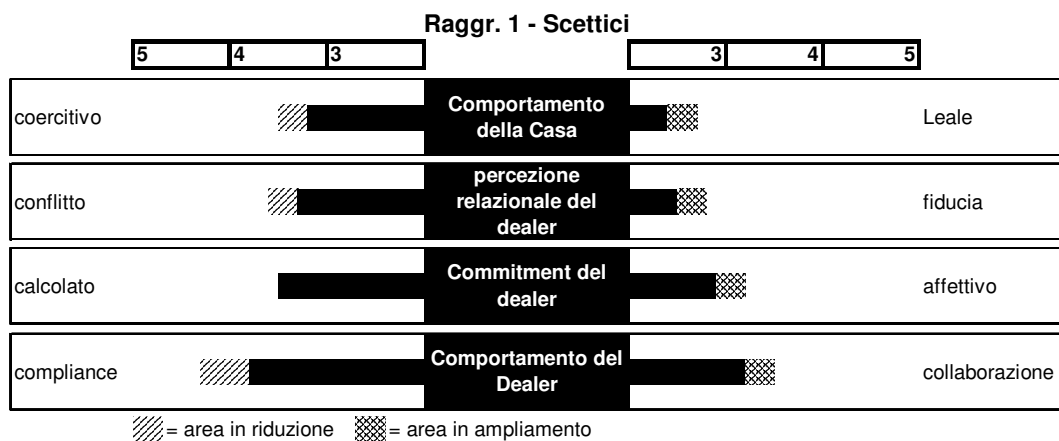 Raggr. 1 - Scettici
5 4 3 3 4 5
coercitivo
Comportamento
della Casa
Leale
conflitto
percezione
relazionale del
dealer
fiducia
calcolato
Commitment del
dealer
affettivo
compliance
Comportamento del
Dealer
collaborazione
= area in riduzione = area in ampliamento